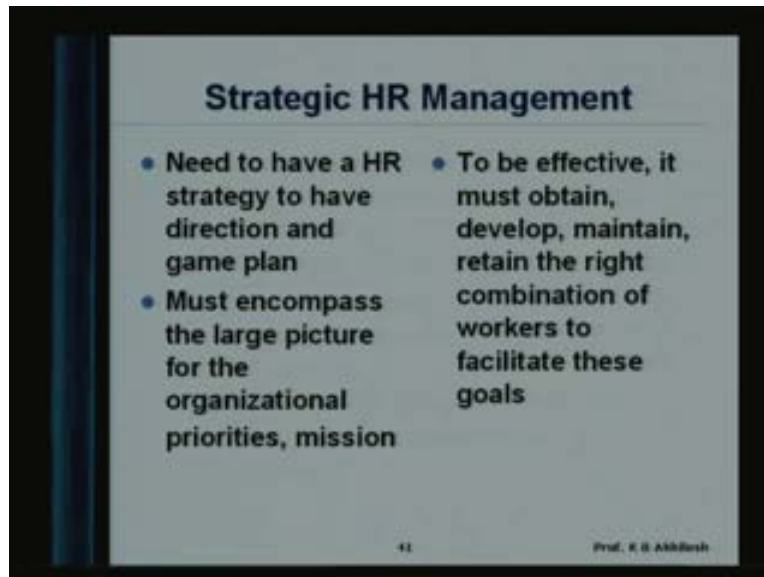 Strategic HR Management
Need to have a HR
strategy to have
direction and
game plan
Must encompass
the large picture
for the
organizational
priorities, mission
To be effective, it
must obtain,
develop, maintain,
retain the right
combination of
workers to
facilitate these
goals
41
Prof. K B Akhilesh